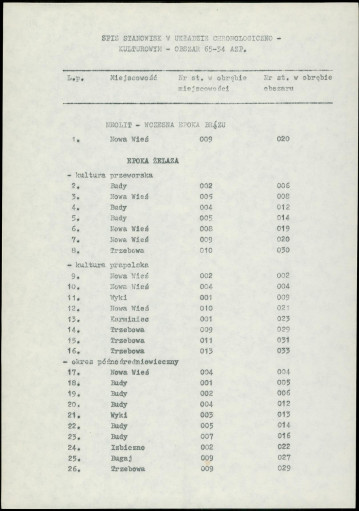 SPIS STANOWISK W UKŁADZIE CHRONOLOGICZNO -
KULTUROWYM - OBSZAR 65-34 AZP.
L.p. Miejscowość Nr st. w obrębie Nr st. w obrębie
miejscowości obszaru
NEOLIT - WCZESNA EPOKA BRĄZU
1. Nowa Wieś 009 020
EPOKA ŻELAZA
- kultura przeworska
2. Budy 002 006
3. Nowa Wieś 005 008
4. Budy 004 012
5. Budy 005 014
6. Nowa Wieś 008 019
7. Nowa Wieś 009 020
8. Trzebowa 010 030
- kultura prapolska
9. Nowa Wieś 002 002
10. Nowa Wieś 004 004
11. Wyki 001 009
12. Nowa Wieś 010 021
13. Karminiec 001 023
14. Trzebowa 009 029
15. Trzebowa 011 031
16. Trzebowa 013 033
- okres późnośredniowieczny
17. Nowa Wieś 004 004
18. Budy 001 005
19. Budy 002 006
20. Budy 004 012
21. Wyki 005 013
22. Budy 005 014
23. Budy 007 016
24. Izbiczno 002 022
25. Bugaj 009 027
26. Trzebowa 009 029